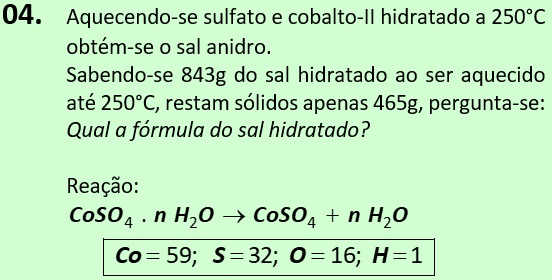 04. Aquecendo-se sulfato e cobalto-II hidratado a 250°C
obtém-se o sal anidro.
Sabendo-se 843g do sal hidratado ao ser aquecido
até 250°C, restam sólidos apenas 465g, pergunta-se:
Qual a fórmula do sal hidratado?
Reação:
CoSO₄ . n H₂O → CoSO₄ + n H₂O
Co = 59; S = 32; O = 16; H = 1